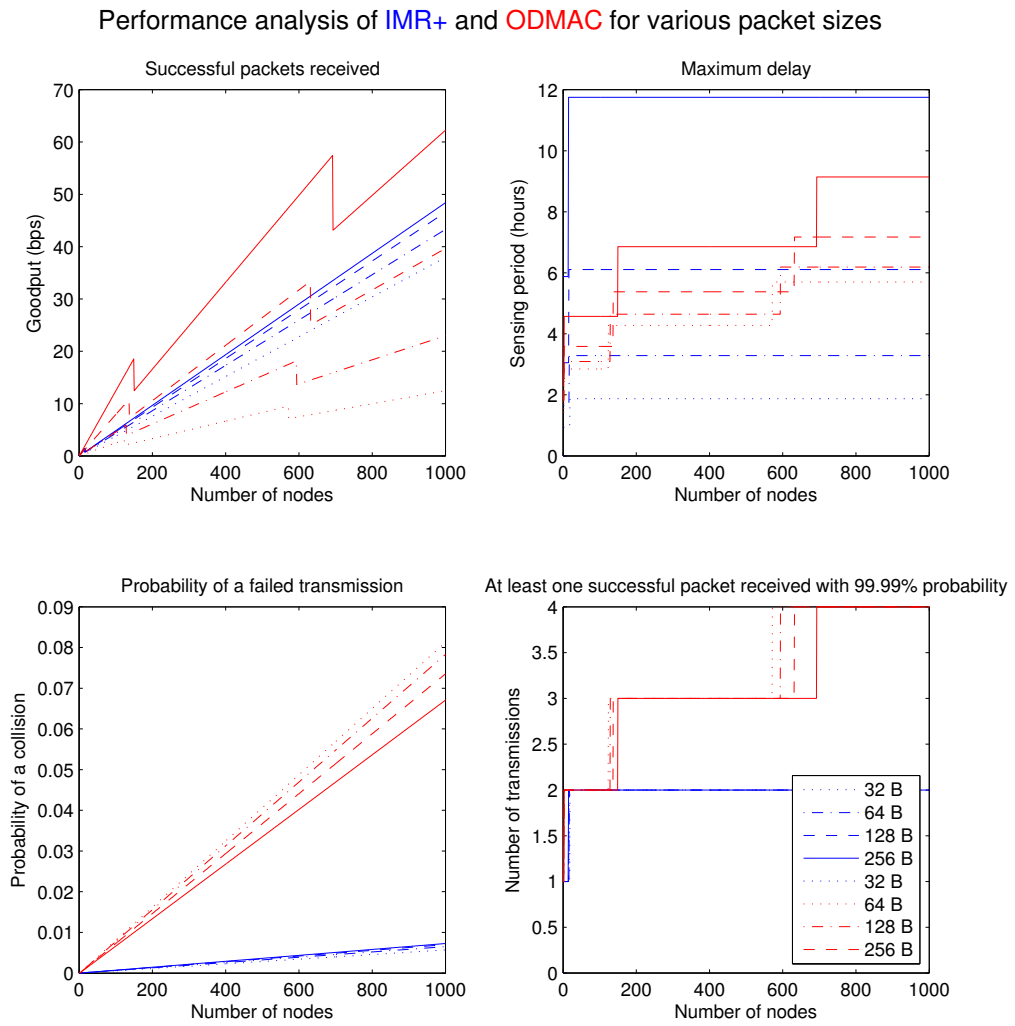 Performance analysis of IMR+ and ODMAC for various packet sizes
Successful packets received
70
60
50
40
30
20
10
0
0 200 400 600 800 1000
Goodput (bps)
Number of nodes
Maximum delay
12
10
8
6
4
2
0
0 200 400 600 800 1000
Sensing period (hours)
Number of nodes
Probability of a failed transmission
0.09
0.08
0.07
0.06
0.05
0.04
0.03
0.02
0.01
0
0 200 400 600 800 1000
Probability of a collision
Number of nodes
At least one successful packet received with 99.99% probability
4
3.5
3
2.5
2
1.5
1
0.5
0
0 200 400 600 800 1000
Number of transmissions
Number of nodes
32 B
64 B
128 B
256 B
32 B
64 B
128 B
256 B